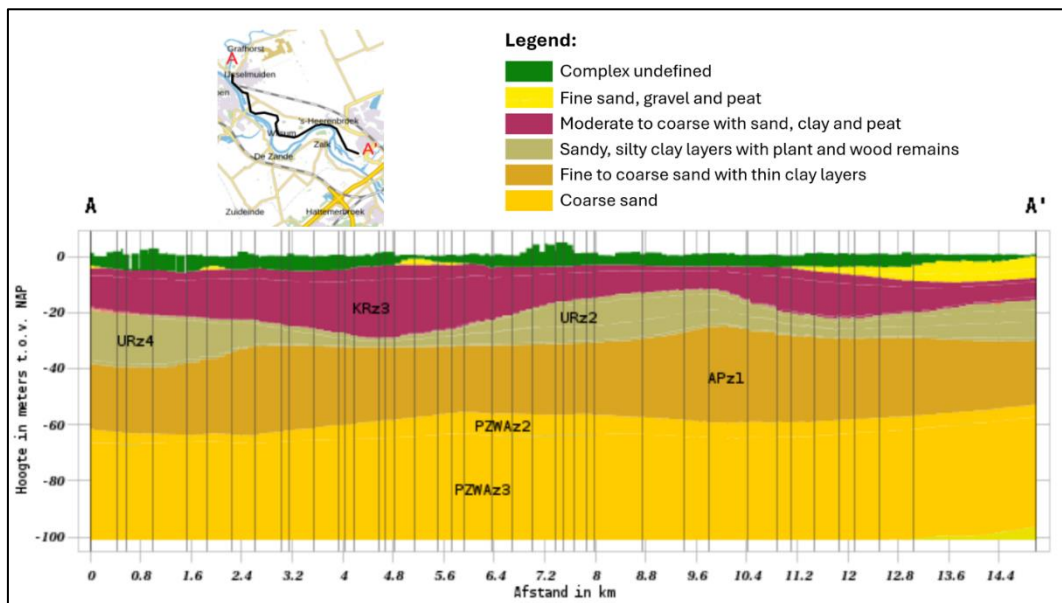 Grafhorst
A
IJsselmuiden
pen
's-Heerenbroek
Wilsum
Zalk
A'
De Zande
Zuideinde
Hattemerbroek
Legend:
Complex undefined
Fine sand, gravel and peat
Moderate to coarse with sand, clay and peat
Sandy, silty clay layers with plant and wood remains
Fine to coarse sand with thin clay layers
Coarse sand
A
A'
Hoogte in meters t.o.v. NAP
0
-20
-40
-60
-80
-100
KRz3
URz4
URz2
APz1
PZWAz2
PZWAz3
0 0.8 1.6 2.4 3.2 4 4.8 5.6 6.4 7.2 8 8.8 9.6 10.4 11.2 12 12.8 13.6 14.4
Afstand in km